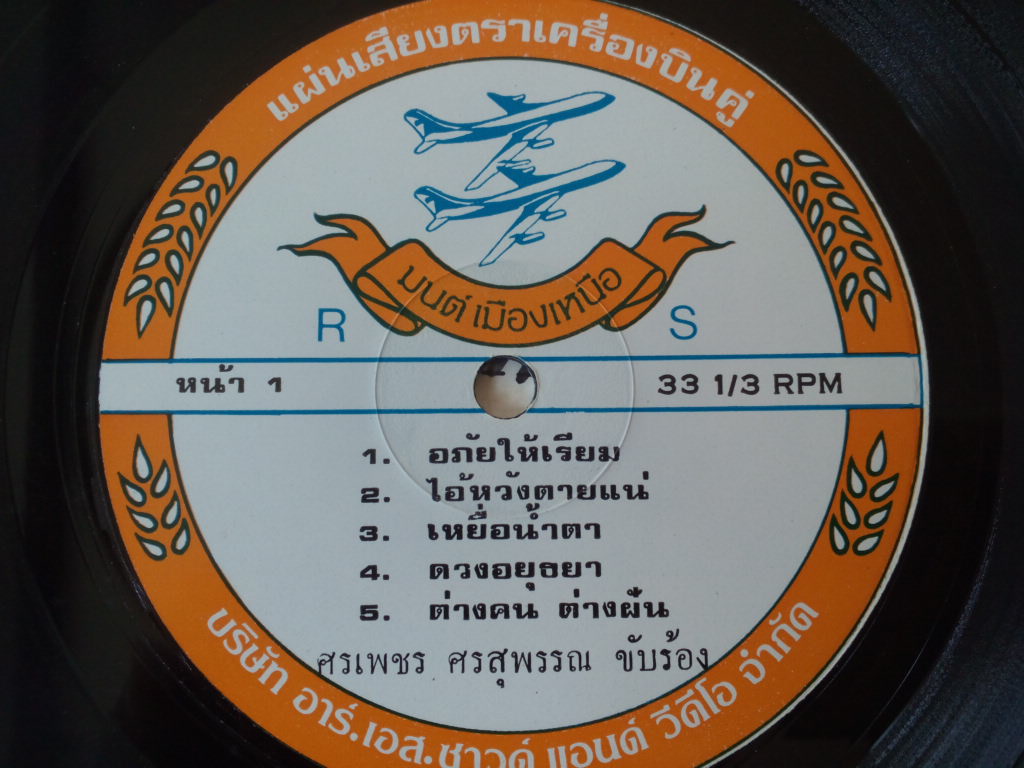 แผ่นเสียงตราเครื่องบินคู่
มนต์เมืองเหนือ
R S
หน้า 1 33 1/3 RPM
1. อภัยให้เรียม
2. ไอ้หวังตายแน่
3. เหยื่อน้ำตา
4. ดวงอยุธยา
5. ต่างคน ต่างฝัน
ศรเพชร ศรสุพรรณ ขับร้อง
บริษัท อาร์.เอส.ซาวด์ แอนด์ วีดีโอ จำกัด